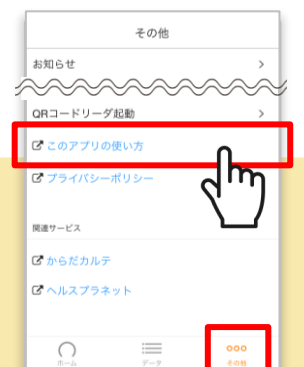 その他
お知らせ
QRコードリーダ起動
このアプリの使い方
プライバシーポリシー
関連サービス
からだカルテ
ヘルスプラネット
ホーム データ その他